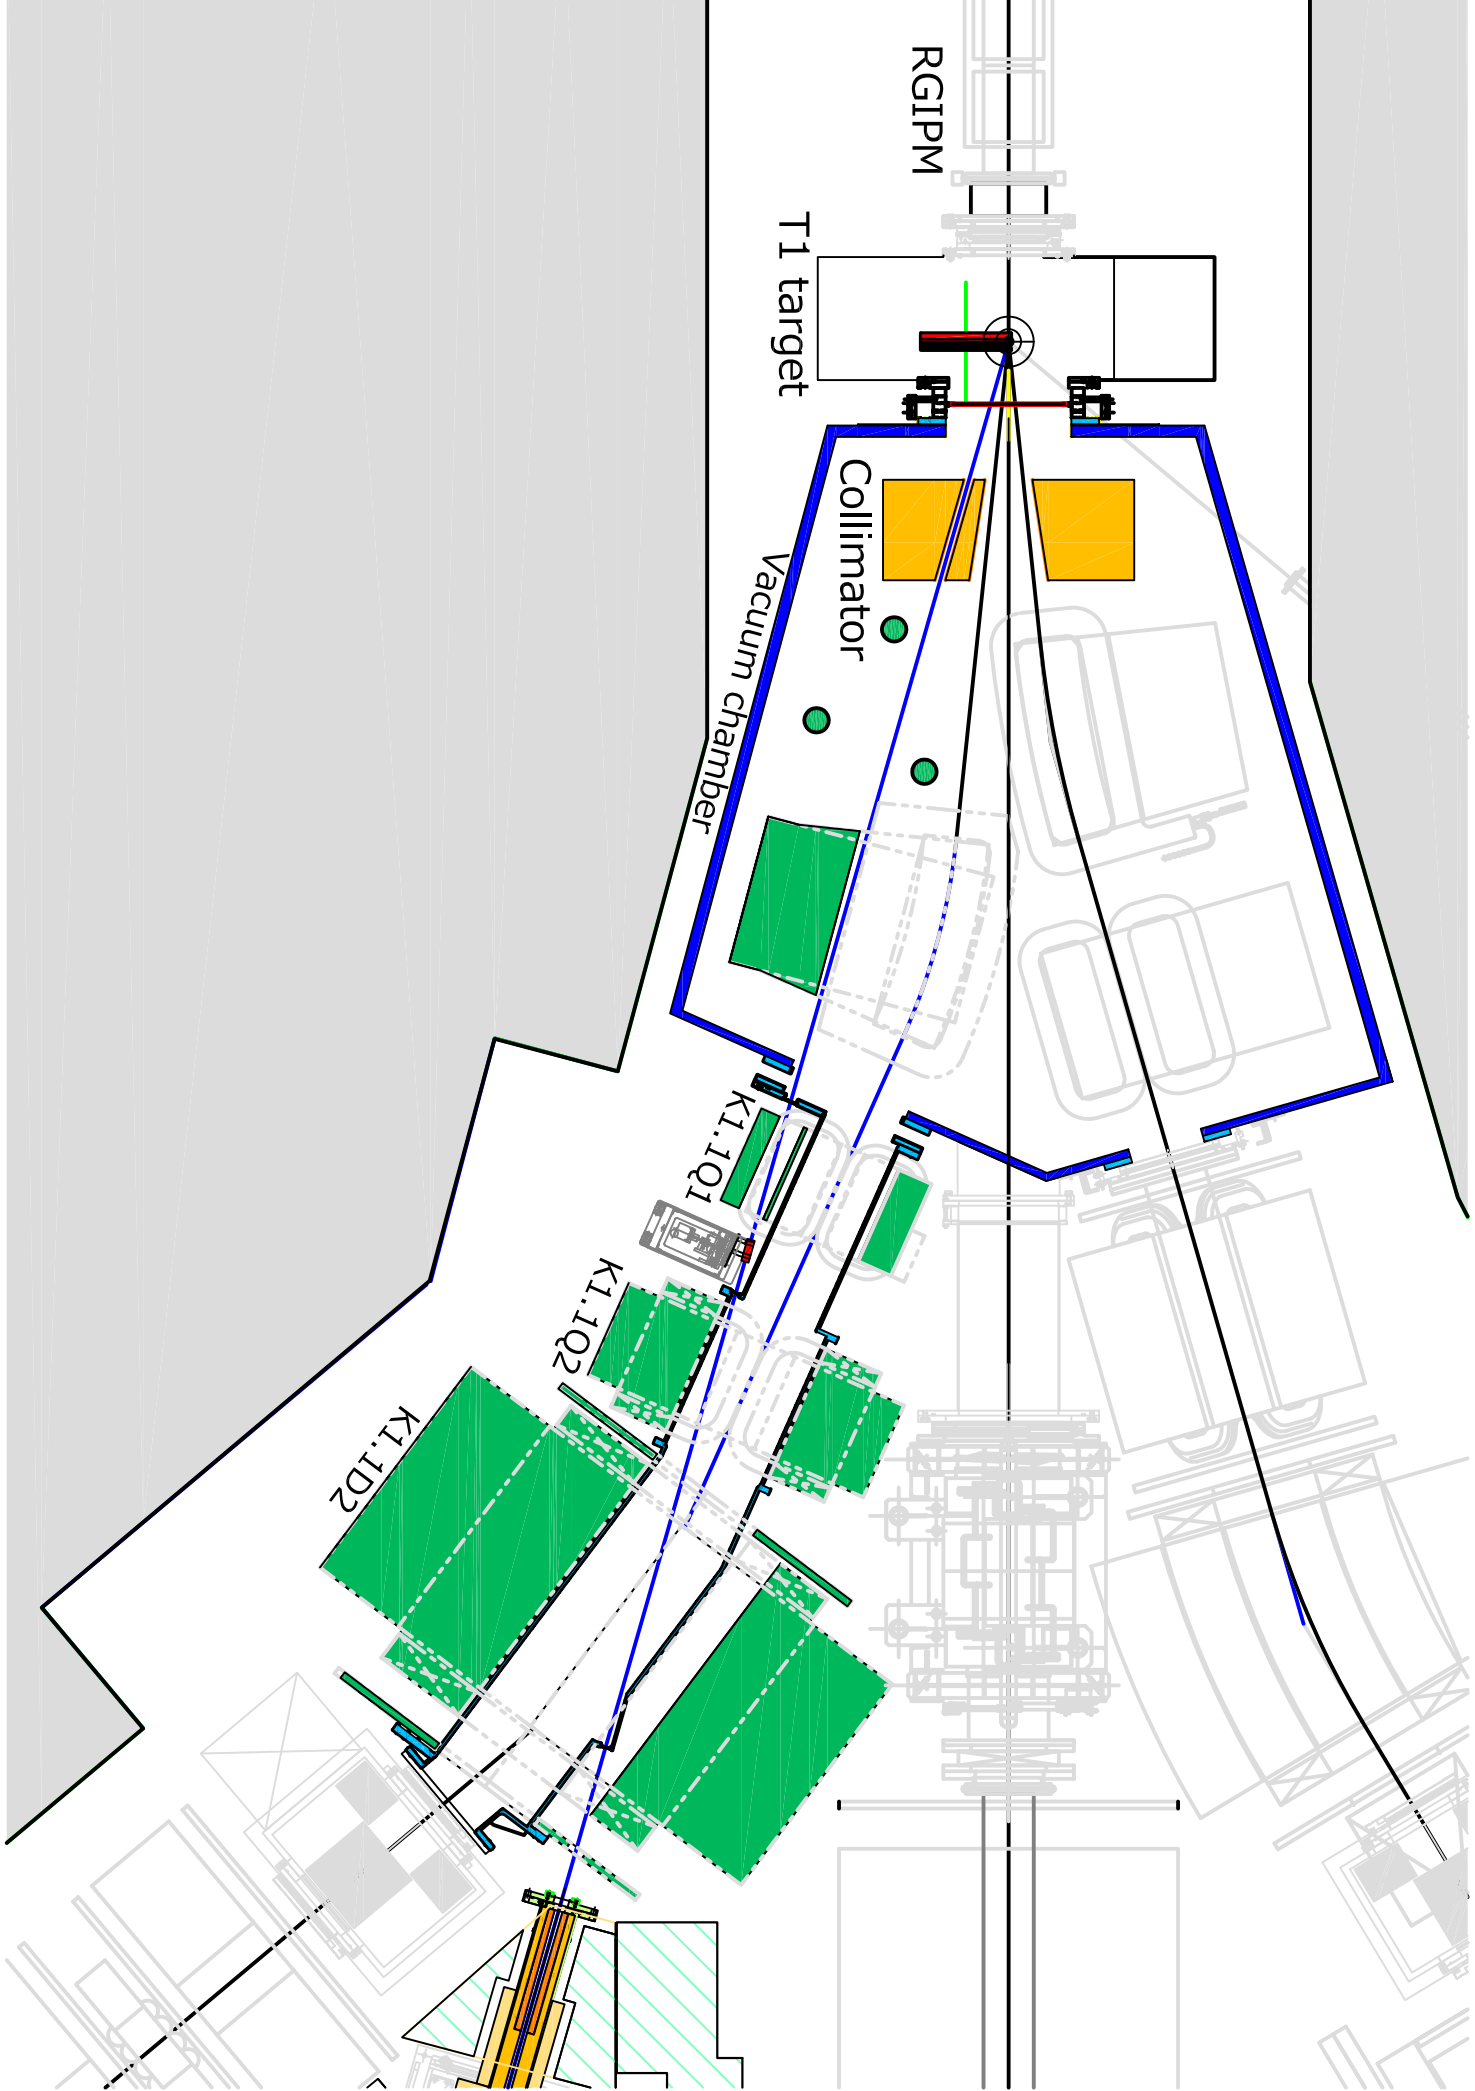 RGIPM
T1 target
Collimator
Vacuum chamber
K1.1Q1
K1.1Q2
K1.1D2